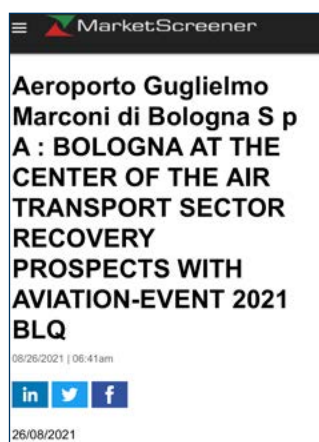 MarketScreener
Aeroporto Guglielmo
Marconi di Bologna S p
A : BOLOGNA AT THE
CENTER OF THE AIR
TRANSPORT SECTOR
RECOVERY
PROSPECTS WITH
AVIATION-EVENT 2021
BLQ
08/26/2021 | 06:41am
in f
26/08/2021